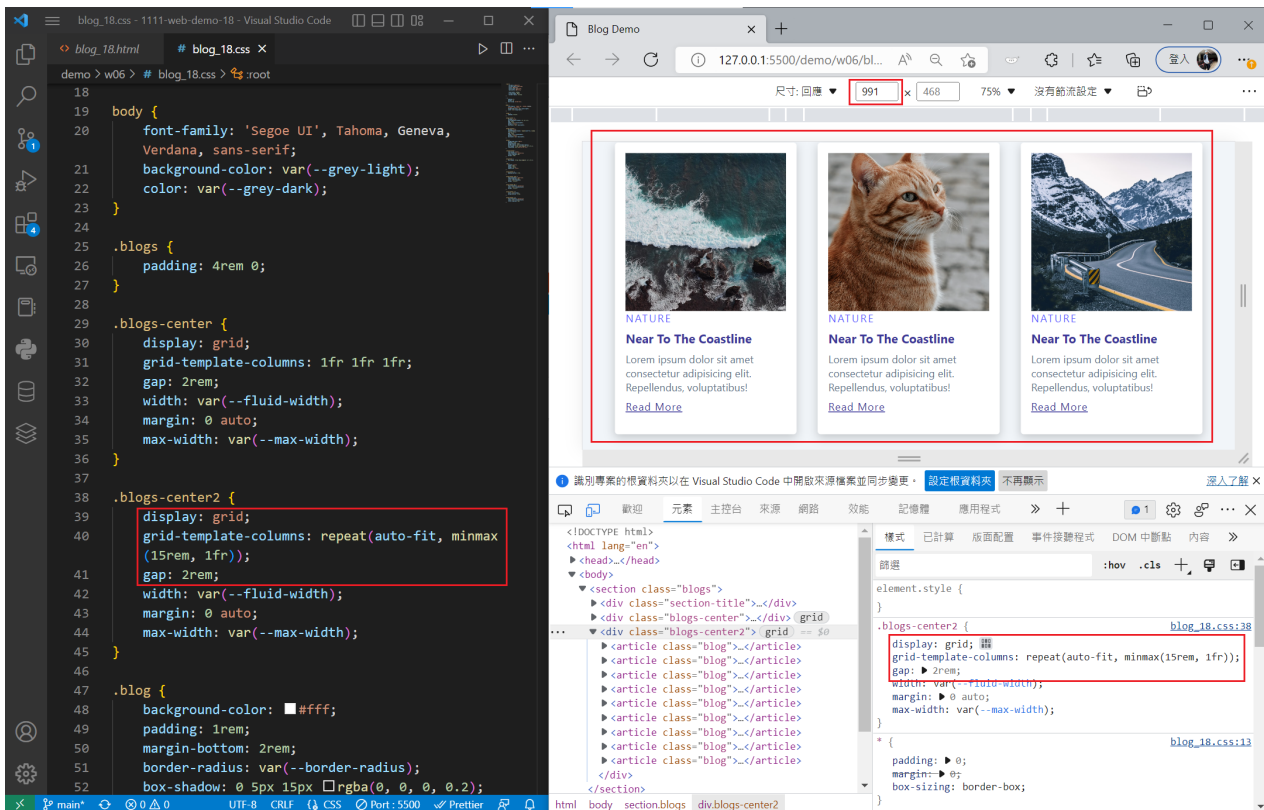 blog_18.css - 1111-web-demo-18 - Visual Studio Code
blog_18.html
# blog_18.css
demo > w06 > # blog_18.css > :root
18
19 body {
20 font-family: 'Segoe UI', Tahoma, Geneva,
Verdana, sans-serif;
21 background-color: var(--grey-light);
22 color: var(--grey-dark);
23 }
24
25 .blogs {
26 padding: 4rem 0;
27 }
28
29 .blogs-center {
30 display: grid;
31 grid-template-columns: 1fr 1fr 1fr;
32 gap: 2rem;
33 width: var(--fluid-width);
34 margin: 0 auto;
35 max-width: var(--max-width);
36 }
37
38 .blogs-center2 {
39 display: grid;
40 grid-template-columns: repeat(auto-fit, minmax
(15rem, 1fr));
41 gap: 2rem;
42 width: var(--fluid-width);
43 margin: 0 auto;
44 max-width: var(--max-width);
45 }
46
47 .blog {
48 background-color: #fff;
49 padding: 1rem;
50 margin-bottom: 2rem;
51 border-radius: var(--border-radius);
52 box-shadow: 0 5px 15px rgba(0, 0, 0, 0.2);
1
4
main* 0 0 UTF-8 CRLF CSS Port : 5500 Prettier
Blog Demo
127.0.0.1:5500/demo/w06/bl...
登入
尺寸: 回應 991 × 468 75% 沒有節流設定
NATURE
Near To The Coastline
Lorem ipsum dolor sit amet
consectetur adipisicing elit.
Repellendus, voluptatibus!
Read More
NATURE
Near To The Coastline
Lorem ipsum dolor sit amet
consectetur adipisicing elit.
Repellendus, voluptatibus!
Read More
NATURE
Near To The Coastline
Lorem ipsum dolor sit amet
consectetur adipisicing elit.
Repellendus, voluptatibus!
Read More
識別專案的根資料夾以在 Visual Studio Code 中開啟來源檔案並同步變更。 設定根資料夾 不再顯示 深入了解
歡迎 元素 主控台 來源 網路 效能 記憶體 應用程式 » 1
<!DOCTYPE html>
<html lang="en">
<head>…</head>
<body>
<section class="blogs">
<div class="section-title">…</div>
<div class="blogs-center">…</div> grid
<div class="blogs-center2"> grid == $0
<article class="blog">…</article>
<article class="blog">…</article>
<article class="blog">…</article>
<article class="blog">…</article>
<article class="blog">…</article>
<article class="blog">…</article>
<article class="blog">…</article>
<article class="blog">…</article>
<article class="blog">…</article>
</div>
</section>
html body section.blogs div.blogs-center2
樣式 已計算 版面配置 事件接聽程式 DOM 中斷點 內容 »
篩選 :hov .cls
element.style {
}
.blogs-center2 { blog_18.css:38
display: grid;
grid-template-columns: repeat(auto-fit, minmax(15rem, 1fr));
gap: 2rem;
width: var(--fluid-width);
margin: 0 auto;
max-width: var(--max-width);
}
* { blog_18.css:13
padding: 0;
margin: 0;
box-sizing: border-box;
}